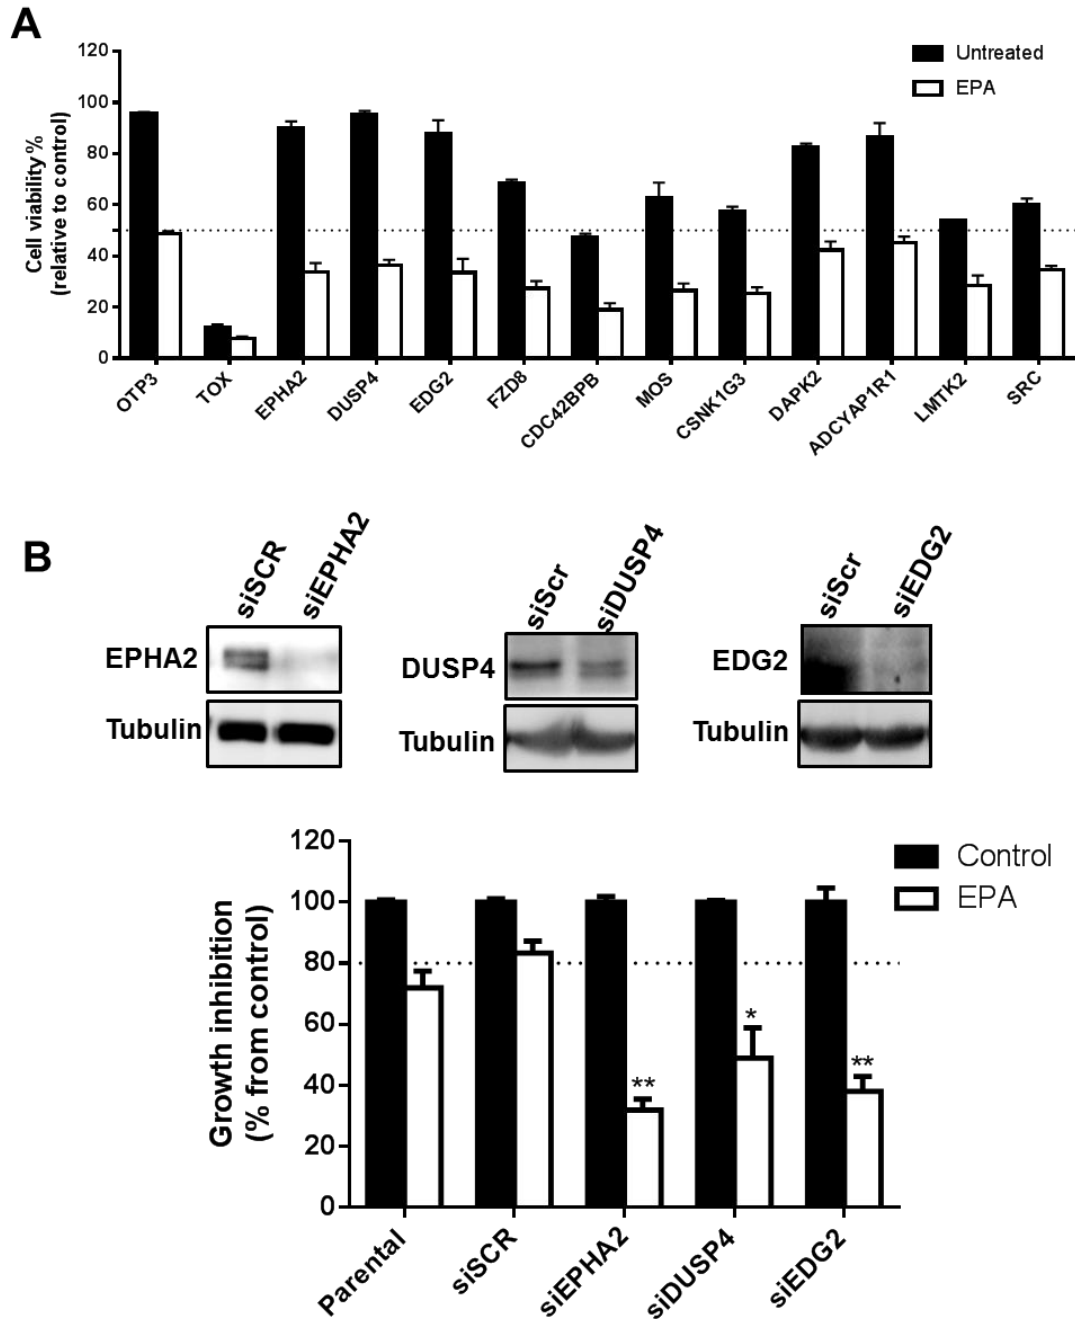 A
120
100
80
60
40
20
0
Cell viability %
(relative to control)
Untreated
EPA
OTP3
TOX
EPHA2
DUSP4
EDG2
FZD8
CDC42BPB
MOS
CSNK1G3
DAPK2
ADCYAP1R1
LMTK2
SRC
B
siSCR
siEPHA2
EPHA2
Tubulin
siScr
siDUSP4
DUSP4
Tubulin
siScr
siEDG2
EDG2
Tubulin
120
100
80
60
40
20
0
Growth inhibition
(% from control)
Control
EPA
**
*
**
Parental
siSCR
siEPHA2
siDUSP4
siEDG2